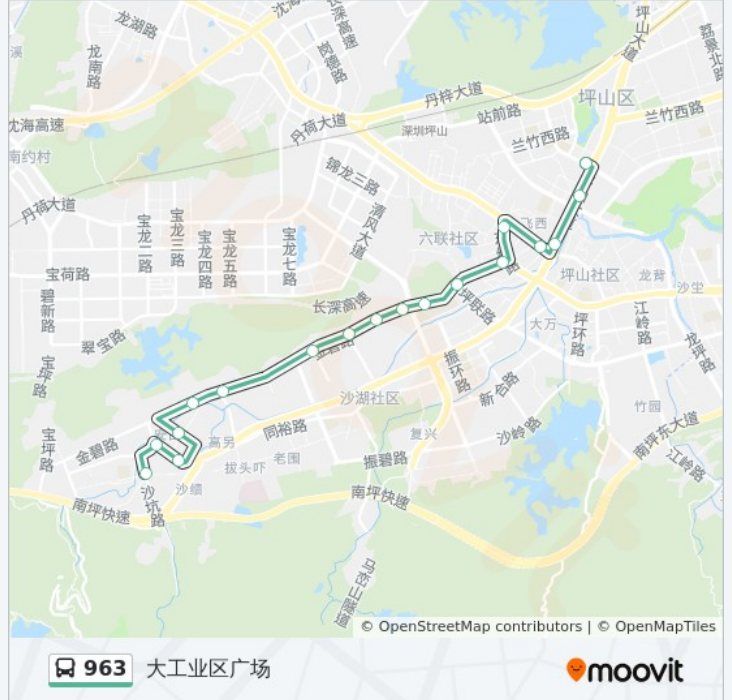 沈海
长深高速
坪山大道
荔景北路
龙湖路
岗德路
溪
龙南路
丹梓大道
坪山区
站前路
兰竹西路
沈海高速
丹荷大道
深圳坪山
兰竹西路
南约村
锦龙三路
丹荷大道
宝龙二路
宝龙三路
宝龙四路
宝龙五路
宝龙七路
清风大道
六联社区
飞西
宝荷路
坪山社区
龙背
沙坣
碧新路
长深高速
坪联路
大万
坪环路
江岭路
龙坪路
翠宝路
宝坪路
振环路
新合路
沙湖社区
竹园
宝坪路
金碧路
高另
同裕路
复兴
沙岭路
南坪东大道
拔头吓
老围
振碧路
江岭路
沙坑路
沙㙟
南坪快速
南坪快速
马峦山隧道
© OpenStreetMap contributors | © OpenMapTiles
963 大工业区广场
moovit